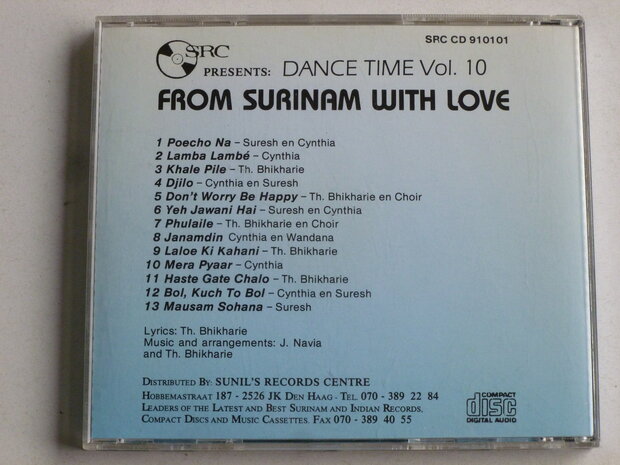 SRC CD 910101
SRC
PRESENTS: DANCE TIME Vol. 10
FROM SURINAM WITH LOVE
1 Poecho Na – Suresh en Cynthia
2 Lamba Lambé – Cynthia
3 Khale Pile – Th. Bhikharie
4 Djilo – Cynthia en Suresh
5 Don't Worry Be Happy – Th. Bhikharie en Choir
6 Yeh Jawani Hai – Suresh en Cynthia
7 Phulaile – Th. Bhikharie en Choir
8 Janamdin Cynthia en Wandana
9 Laloe Ki Kahani – Th. Bhikharie
10 Mera Pyaar – Cynthia
11 Haste Gate Chalo – Th. Bhikharie
12 Bol, Kuch To Bol – Cynthia en Suresh
13 Mausam Sohana – Suresh
Lyrics: Th. Bhikharie
Music and arrangements: J. Navia
and Th. Bhikharie
DISTRIBUTED BY: SUNIL'S RECORDS CENTRE
HOBBEMASTRAAT 187 - 2526 JK DEN HAAG - TEL. 070 - 389 22 84
LEADERS OF THE LATEST AND BEST SURINAM AND INDIAN RECORDS,
COMPACT DISCS AND MUSIC CASSETTES. FAX 070 - 389 40 55
COMPACT
disc
DIGITAL AUDIO